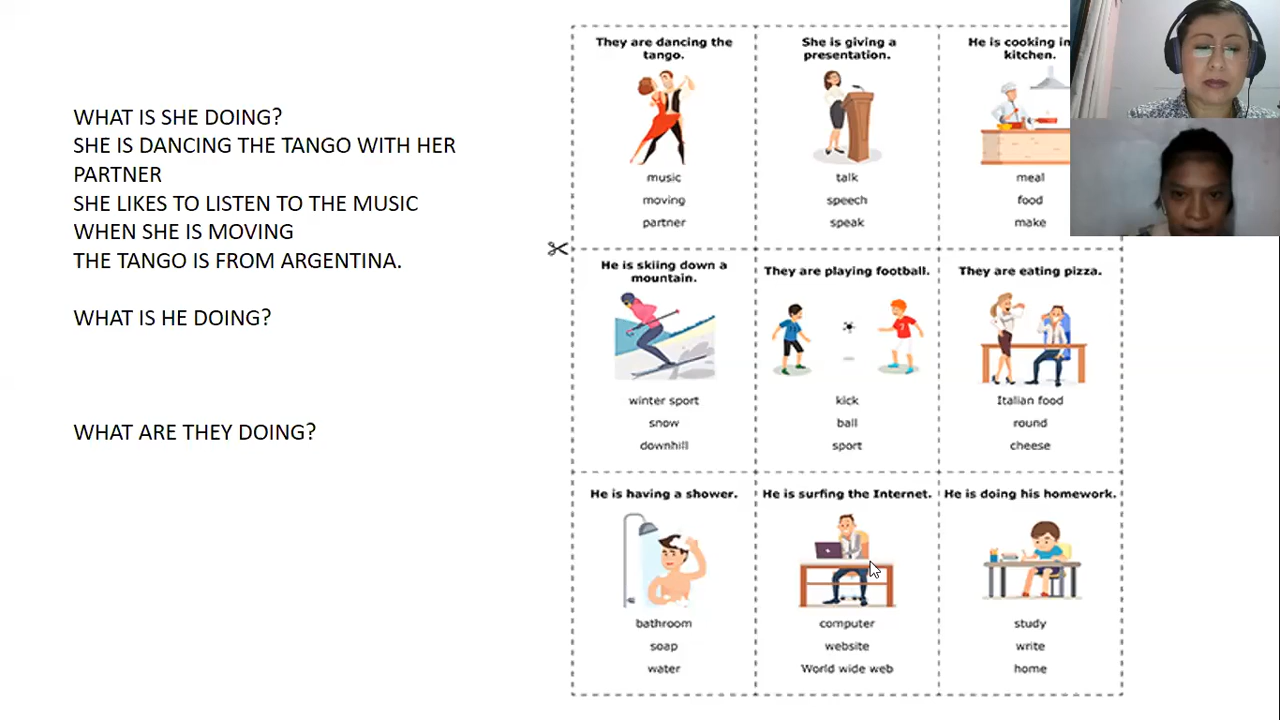 WHAT IS SHE DOING?
SHE IS DANCING THE TANGO WITH HER
PARTNER
SHE LIKES TO LISTEN TO THE MUSIC
WHEN SHE IS MOVING
THE TANGO IS FROM ARGENTINA.
WHAT IS HE DOING?
WHAT ARE THEY DOING?
They are dancing the
tango.
music
moving
partner
She is giving a
presentation.
talk
speech
speak
He is cooking in
kitchen.
meal
food
make
He is skiing down a
mountain.
winter sport
snow
downhill
They are playing football.
kick
ball
sport
They are eating pizza.
Italian food
round
cheese
He is having a shower.
bathroom
soap
water
He is surfing the Internet.
computer
website
World wide web
He is doing his homework.
study
write
home